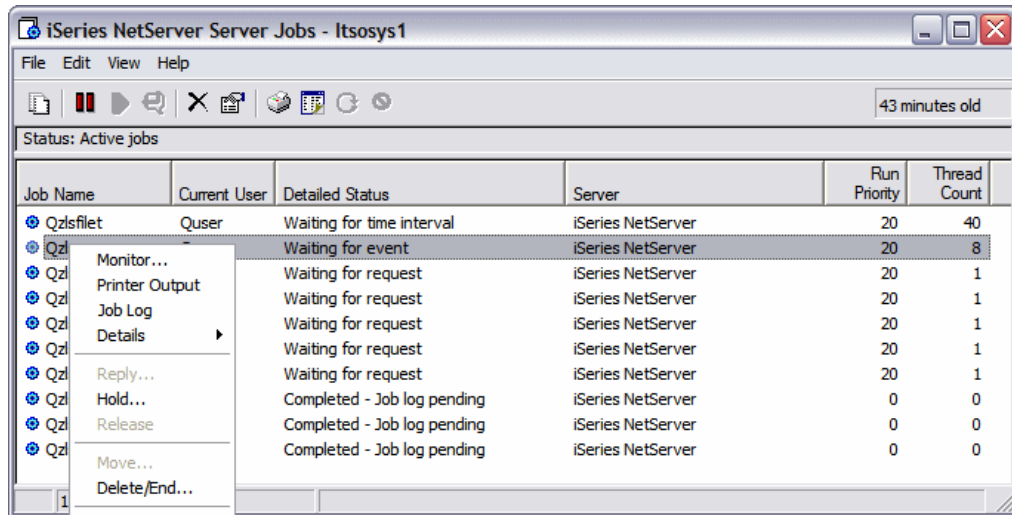 iSeries NetServer Server Jobs - Itsosys1
File Edit View Help
43 minutes old
Status: Active jobs
Job Name Current User Detailed Status Server Run Priority Thread Count
Qzlsfilet Quser Waiting for time interval iSeries NetServer 20 40
Qzl Waiting for event iSeries NetServer 20 8
Qzl Waiting for request iSeries NetServer 20 1
Qzl Waiting for request iSeries NetServer 20 1
Qzl Waiting for request iSeries NetServer 20 1
Qzl Waiting for request iSeries NetServer 20 1
Qzl Waiting for request iSeries NetServer 20 1
Qzl Completed - Job log pending iSeries NetServer 0 0
Qzl Completed - Job log pending iSeries NetServer 0 0
Qzl Completed - Job log pending iSeries NetServer 0 0
Monitor...
Printer Output
Job Log
Details
Reply...
Hold...
Release
Move...
Delete/End...
1